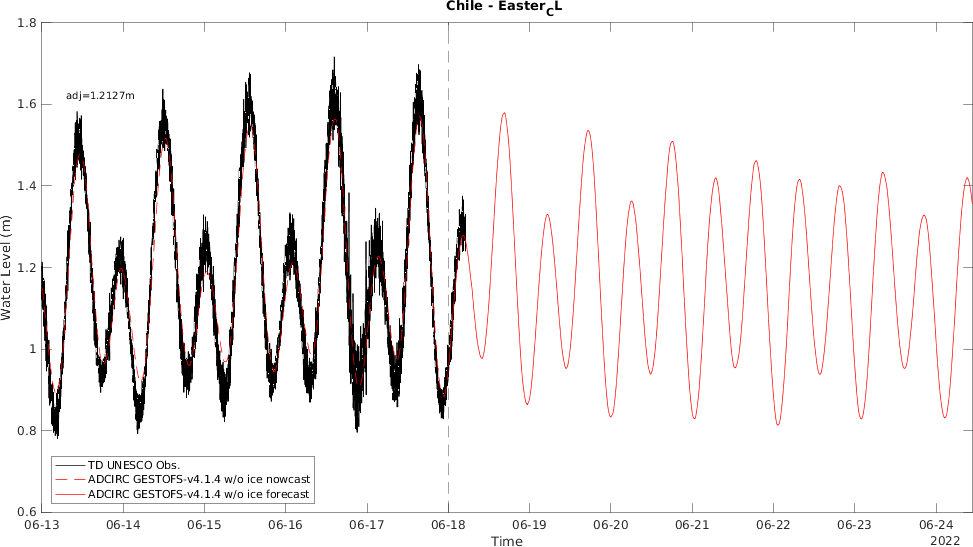 Chile - Easter_CL
1.8
1.6
1.4
1.2
1
0.8
0.6
Water Level (m)
adj=1.2127m
TD UNESCO Obs.
ADCIRC GESTOFS-v4.1.4 w/o ice nowcast
ADCIRC GESTOFS-v4.1.4 w/o ice forecast
06-13 06-14 06-15 06-16 06-17 06-18 06-19 06-20 06-21 06-22 06-23 06-24
Time
2022